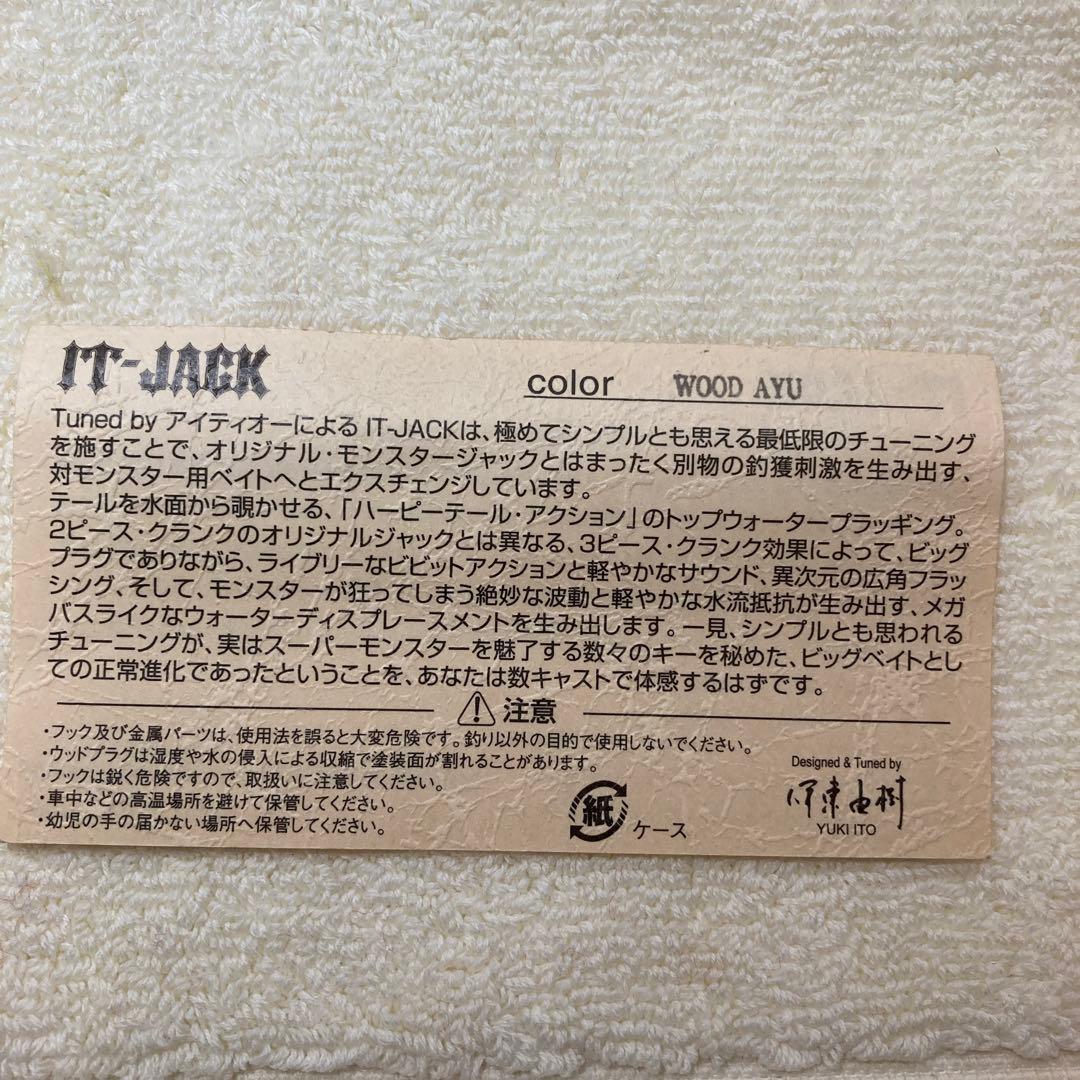 IT-JACK
color WOOD AYU
Tuned by アイティオーによる IT-JACKは、極めてシンプルとも思える最低限のチューニング
を施すことで、オリジナル・モンスタージャックとはまったく別物の釣獲刺激を生み出す、
対モンスター用ベイトへとエクスチェンジしています。
テールを水面から覗かせる、「ハーピーテール・アクション」のトップウォータープラッギング。
2ピース・クランクのオリジナルジャックとは異なる、3ピース・クランク効果によって、ビッグ
プラグでありながら、ライブリーなビビットアクションと軽やかなサウンド、異次元の広角フラッ
シング、そして、モンスターが狂ってしまう絶妙な波動と軽やかな水流抵抗が生み出す、メガ
バスライクなウォーターディスプレースメントを生み出します。一見、シンプルとも思われる
チューニングが、実はスーパーモンスターを魅了する数々のキーを秘めた、ビッグベイトとし
ての正常進化であったということを、あなたは数キャストで体感するはずです。
注意
・フック及び金属パーツは、使用法を誤ると大変危険です。釣り以外の目的で使用しないでください。
・ウッドプラグは湿度や水の侵入による収縮で塗装面が割れることがあります。
・フックは鋭く危険ですので、取扱いに注意してください。
・車中などの高温場所を避けて保管してください。
・幼児の手の届かない場所へ保管してください。
紙 ケース
Designed & Tuned by
伊東由樹
YUKI ITO